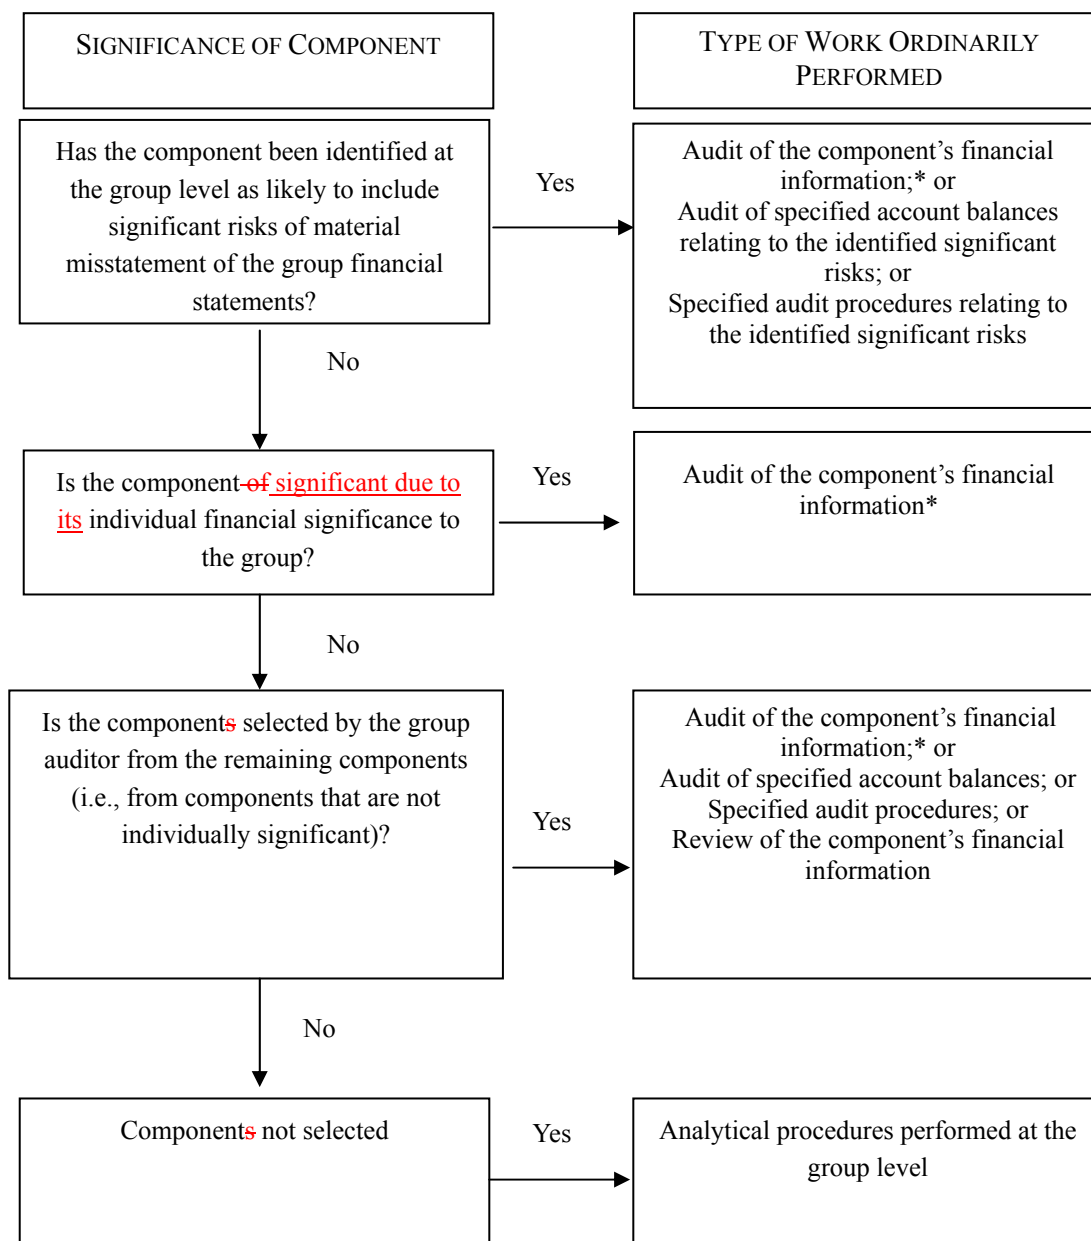 SIGNIFICANCE OF COMPONENT
TYPE OF WORK ORDINARILY
PERFORMED
Has the component been identified at
the group level as likely to include
significant risks of material
misstatement of the group financial
statements?
Yes
Audit of the component’s financial
information;* or
Audit of specified account balances
relating to the identified significant
risks; or
Specified audit procedures relating to
the identified significant risks
No
Is the component of significant due to
its individual financial significance to
the group?
Yes
Audit of the component’s financial
information*
No
Is the components selected by the group
auditor from the remaining components
(i.e., from components that are not
individually significant)?
Yes
Audit of the component’s financial
information;* or
Audit of specified account balances; or
Specified audit procedures; or
Review of the component’s financial
information
No
Components not selected
Yes
Analytical procedures performed at the
group level